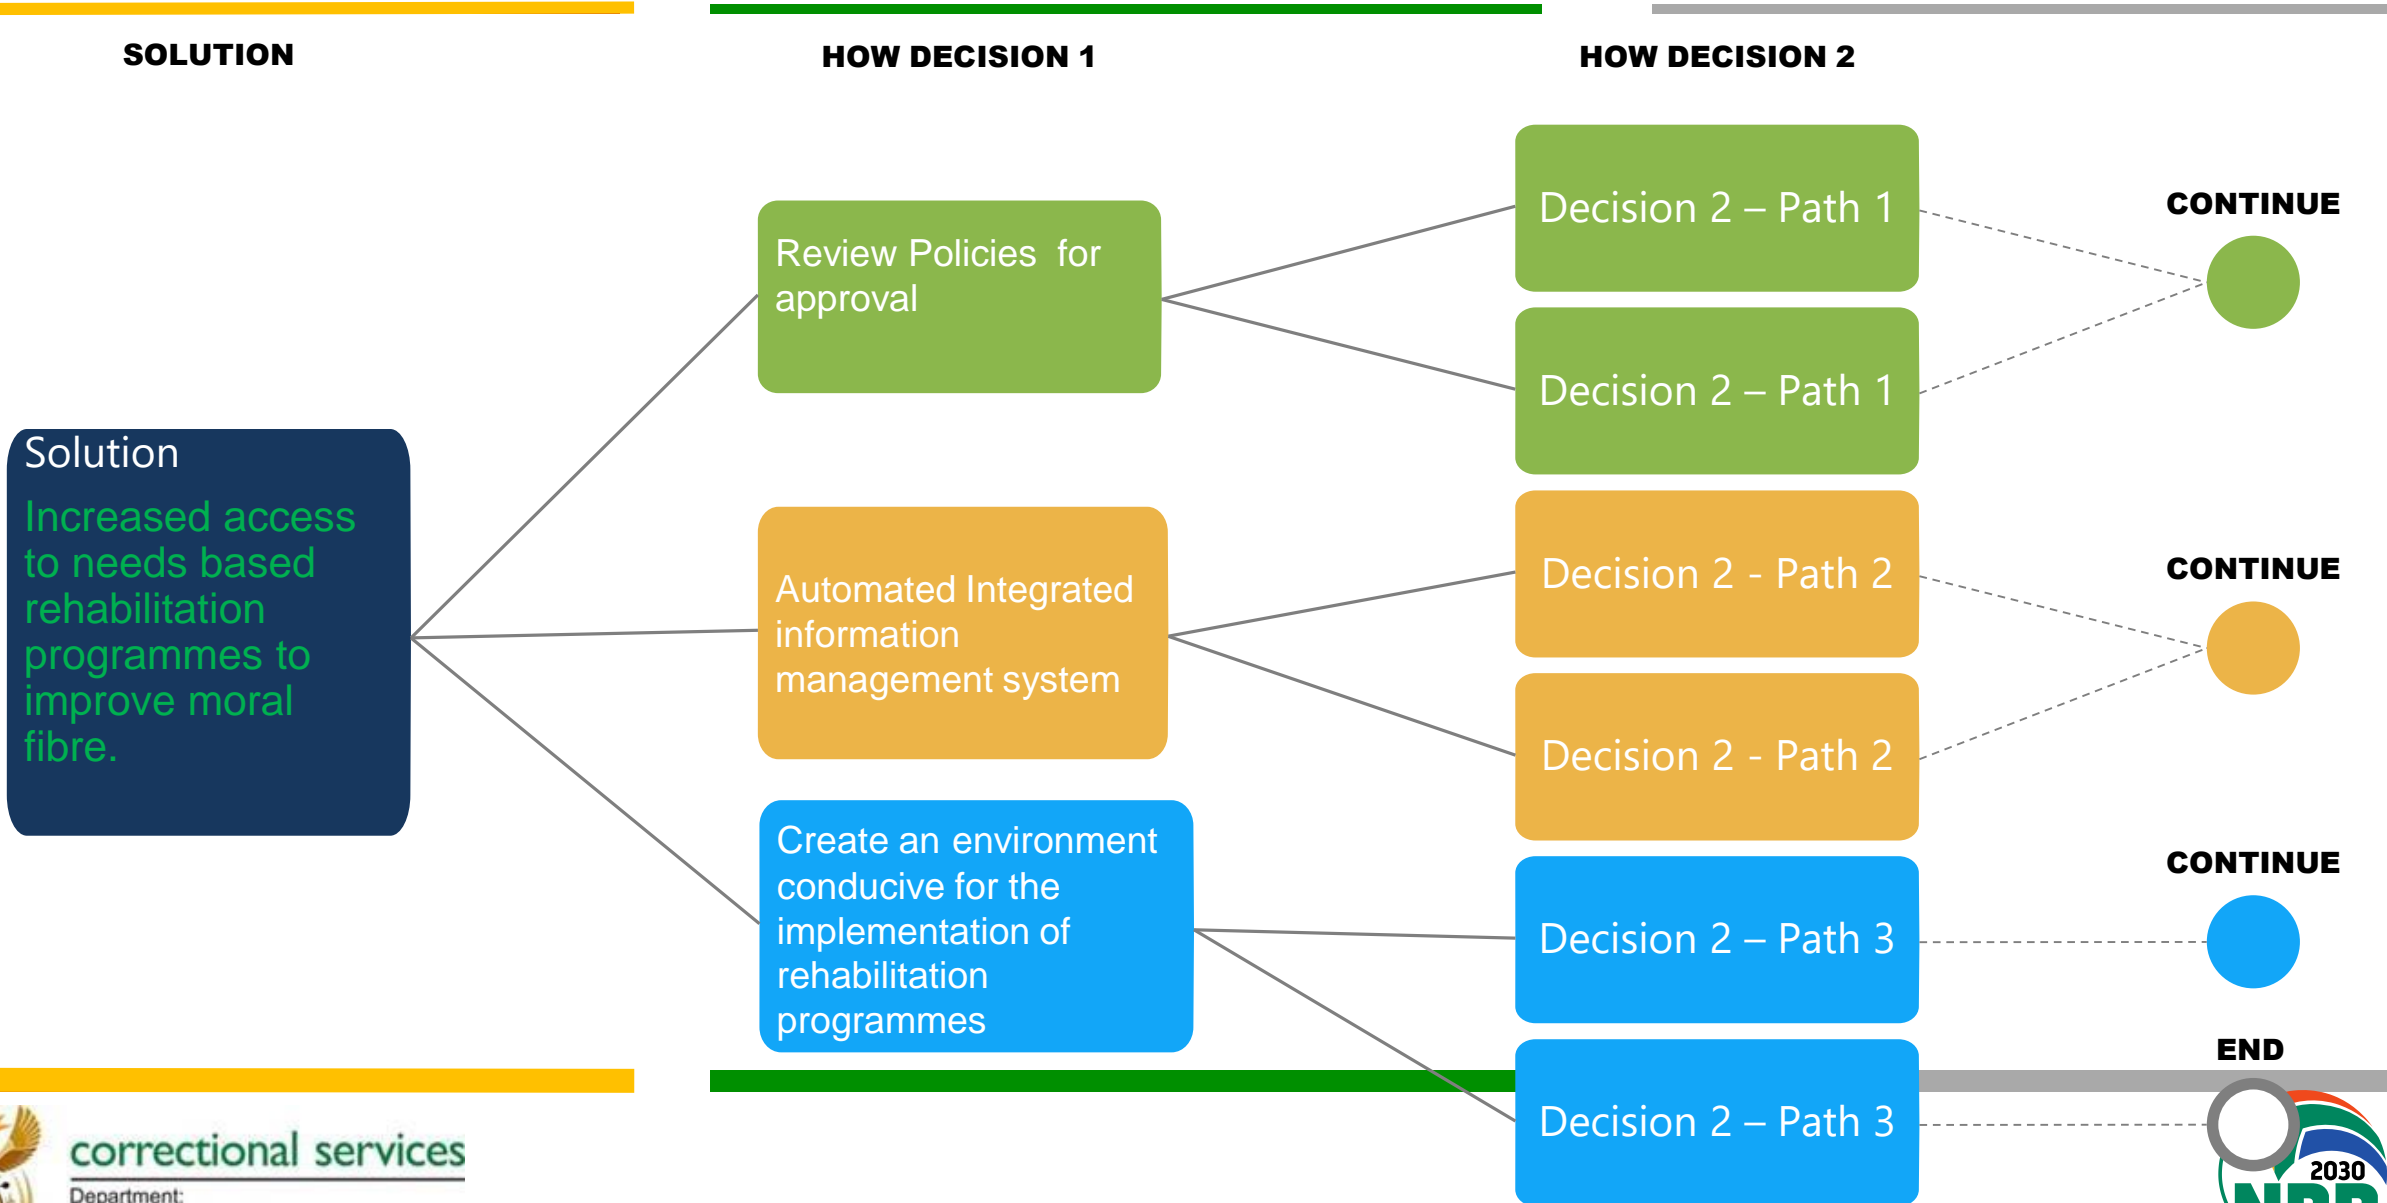 SOLUTION
HOW DECISION 1
HOW DECISION 2
Solution
Increased access
to needs based
rehabilitation
programmes to
improve moral
fibre.
Review Policies  for
approval
Automated Integrated
information
management system
Create an environment
conducive for the
implementation of
rehabilitation
programmes
Decision 2 – Path 1
Decision 2 – Path 1
Decision 2 - Path 2
Decision 2 - Path 2
Decision 2 – Path 3
Decision 2 – Path 3
CONTINUE
CONTINUE
CONTINUE
END
correctional services
Department:
2030